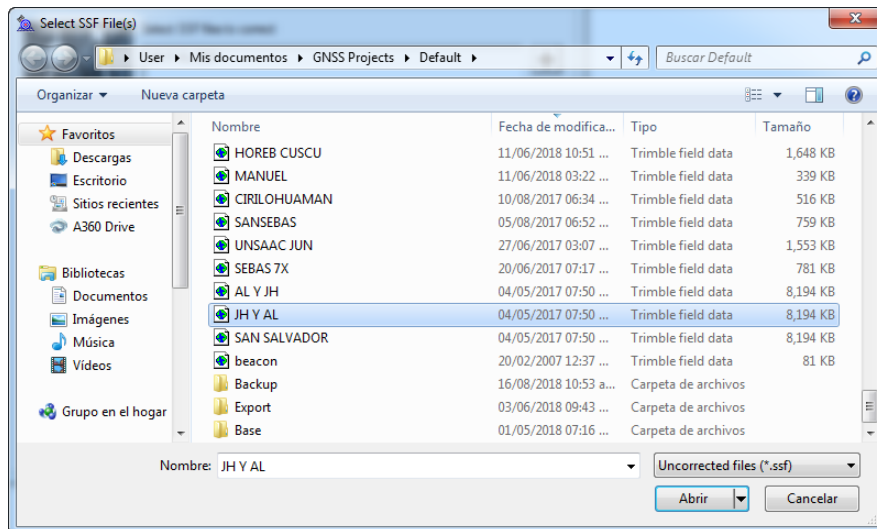 Select SSF File(s)
User Mis documentos GNSS Projects Default
Buscar Default
Organizar Nueva carpeta
Favoritos
Descargas
Escritorio
Sitios recientes
A360 Drive
Bibliotecas
Documentos
Imágenes
Música
Vídeos
Grupo en el hogar
Nombre Fecha de modifica... Tipo Tamaño
HOREB CUSCU 11/06/2018 10:51 ... Trimble field data 1,648 KB
MANUEL 11/06/2018 03:22 ... Trimble field data 339 KB
CIRILOHUAMAN 10/08/2017 06:34 ... Trimble field data 516 KB
SANSEBAS 05/08/2017 06:52 ... Trimble field data 759 KB
UNSAAC JUN 27/06/2017 03:07 ... Trimble field data 1,553 KB
SEBAS 7X 20/06/2017 07:17 ... Trimble field data 781 KB
AL Y JH 04/05/2017 07:50 ... Trimble field data 8,194 KB
JH Y AL 04/05/2017 07:50 ... Trimble field data 8,194 KB
SAN SALVADOR 04/05/2017 07:50 ... Trimble field data 8,194 KB
beacon 20/02/2007 12:37 ... Trimble field data 81 KB
Backup 16/08/2018 10:53 a... Carpeta de archivos
Export 03/06/2018 09:43 ... Carpeta de archivos
Base 01/05/2018 07:16 ... Carpeta de archivos
Nombre: JH Y AL Uncorrected files (*.ssf)
Abrir Cancelar